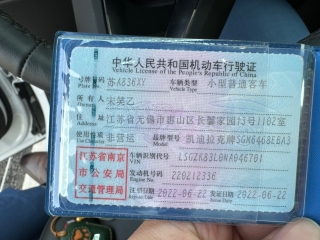 中华人民共和国机动车行驶证
Vehicle License of the People's Republic of China
号牌号码 苏A836XY 车辆类型 小型普通客车
Plate No. Vehicle Type
所有人 宋笑乙
Owner
住址 江苏省无锡市惠山区长馨家园13号1102室
Address
使用性质 非营运 品牌型号 凯迪拉克牌SGM6468EBA3
江苏省南京
市公安局
交通管理局
车辆识别代号 LSGZK83L0NA046701
VIN
发动机号码 220212336
Engine No.
注册日期 2022-06-22 发证日期 2022-06-22